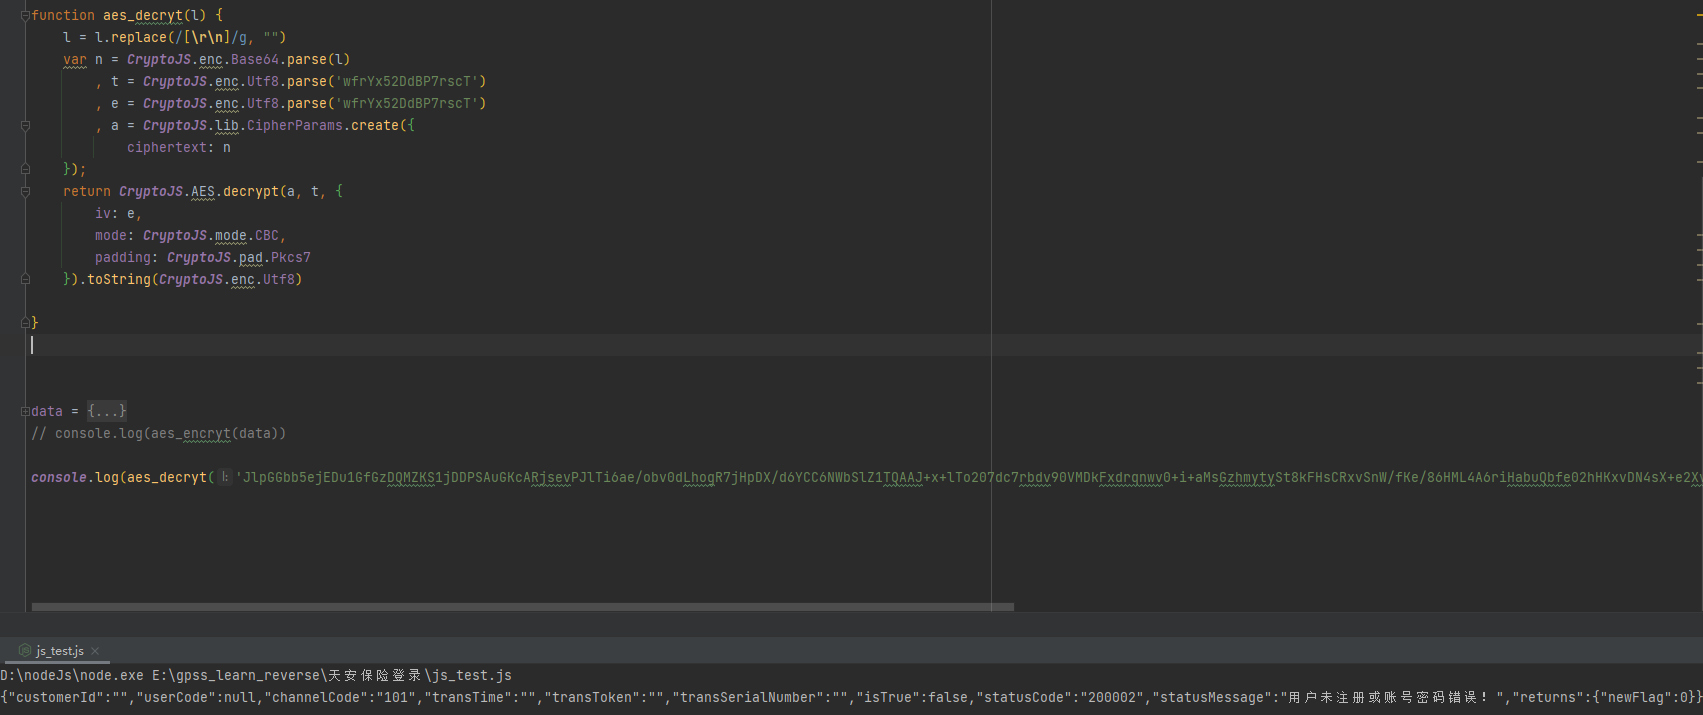 function aes_decryt(l) {
    l = l.replace(/[\r\n]/g, "")
    var n = CryptoJS.enc.Base64.parse(l)
        , t = CryptoJS.enc.Utf8.parse('wfrYx52DdBP7rscT')
        , e = CryptoJS.enc.Utf8.parse('wfrYx52DdBP7rscT')
        , a = CryptoJS.lib.CipherParams.create({
            ciphertext: n
    });
    return CryptoJS.AES.decrypt(a, t, {
        iv: e,
        mode: CryptoJS.mode.CBC,
        padding: CryptoJS.pad.Pkcs7
    }).toString(CryptoJS.enc.Utf8)
}
data = {...}
// console.log(aes_encryt(data))
console.log(aes_decryt( l: 'JlpGGbb5ejEDu1GfGzDQMZKS1jDDPSAuGKcARjsevPJlTi6ae/obv0dLhogR7jHpDX/d6YCC6NWbSlZ1TQAAJ+x+lTo207dc7rbdv90VMDkFxdrqnwv0+i+aMsGzhmytySt8kFHsCRxvSnW/fKe/86HML4A6riHabuQbfe02hHKxvDN4sX+e2Xv
js_test.js
D:\nodeJs\node.exe E:\gpss_learn_reverse\天安保险登录\js_test.js
{"customerId":"","userCode":null,"channelCode":"101","transTime":"","transToken":"","transSerialNumber":"","isTrue":false,"statusCode":"200002","statusMessage":"用户未注册或账号密码错误！","returns":{"newFlag":0}}